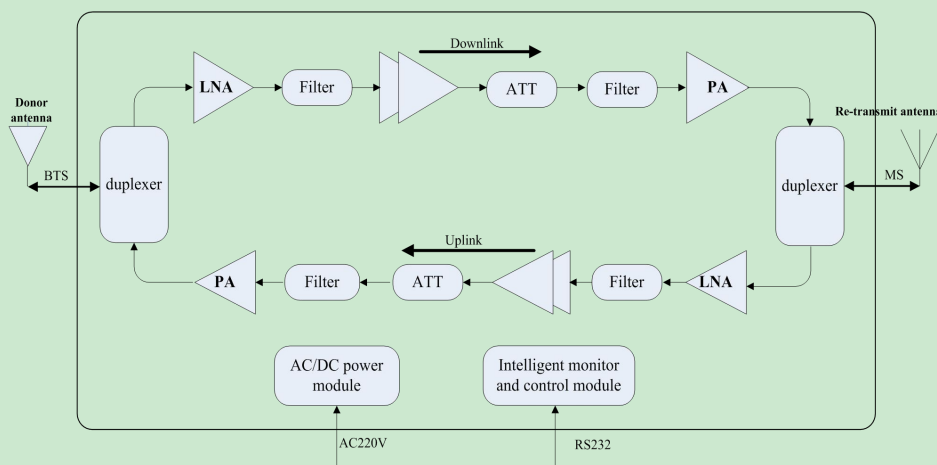 Downlink
LNA
Filter
ATT
Filter
PA
Donor
antenna
Re-transmit antenna
BTS
duplexer
duplexer
MS
Uplink
PA
Filter
ATT
Filter
LNA
AC/DC power
module
Intelligent monitor
and control module
AC220V
RS232